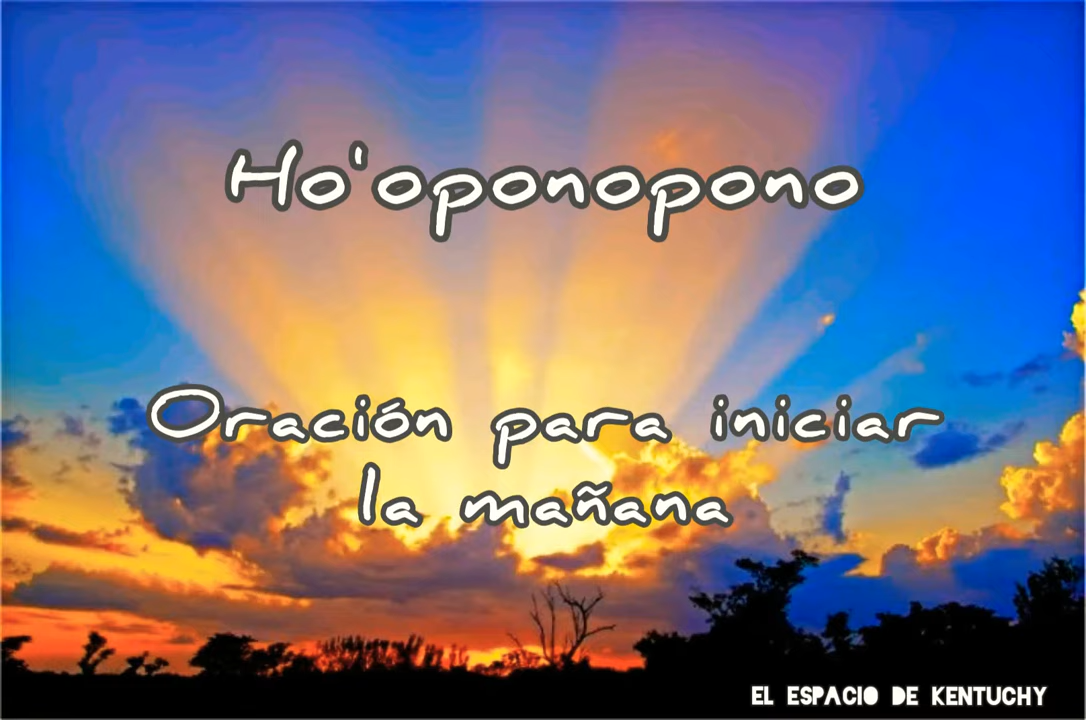 Ho'oponopono
Oración para iniciar
la mañana
EL ESPACIO DE KENTUCHY